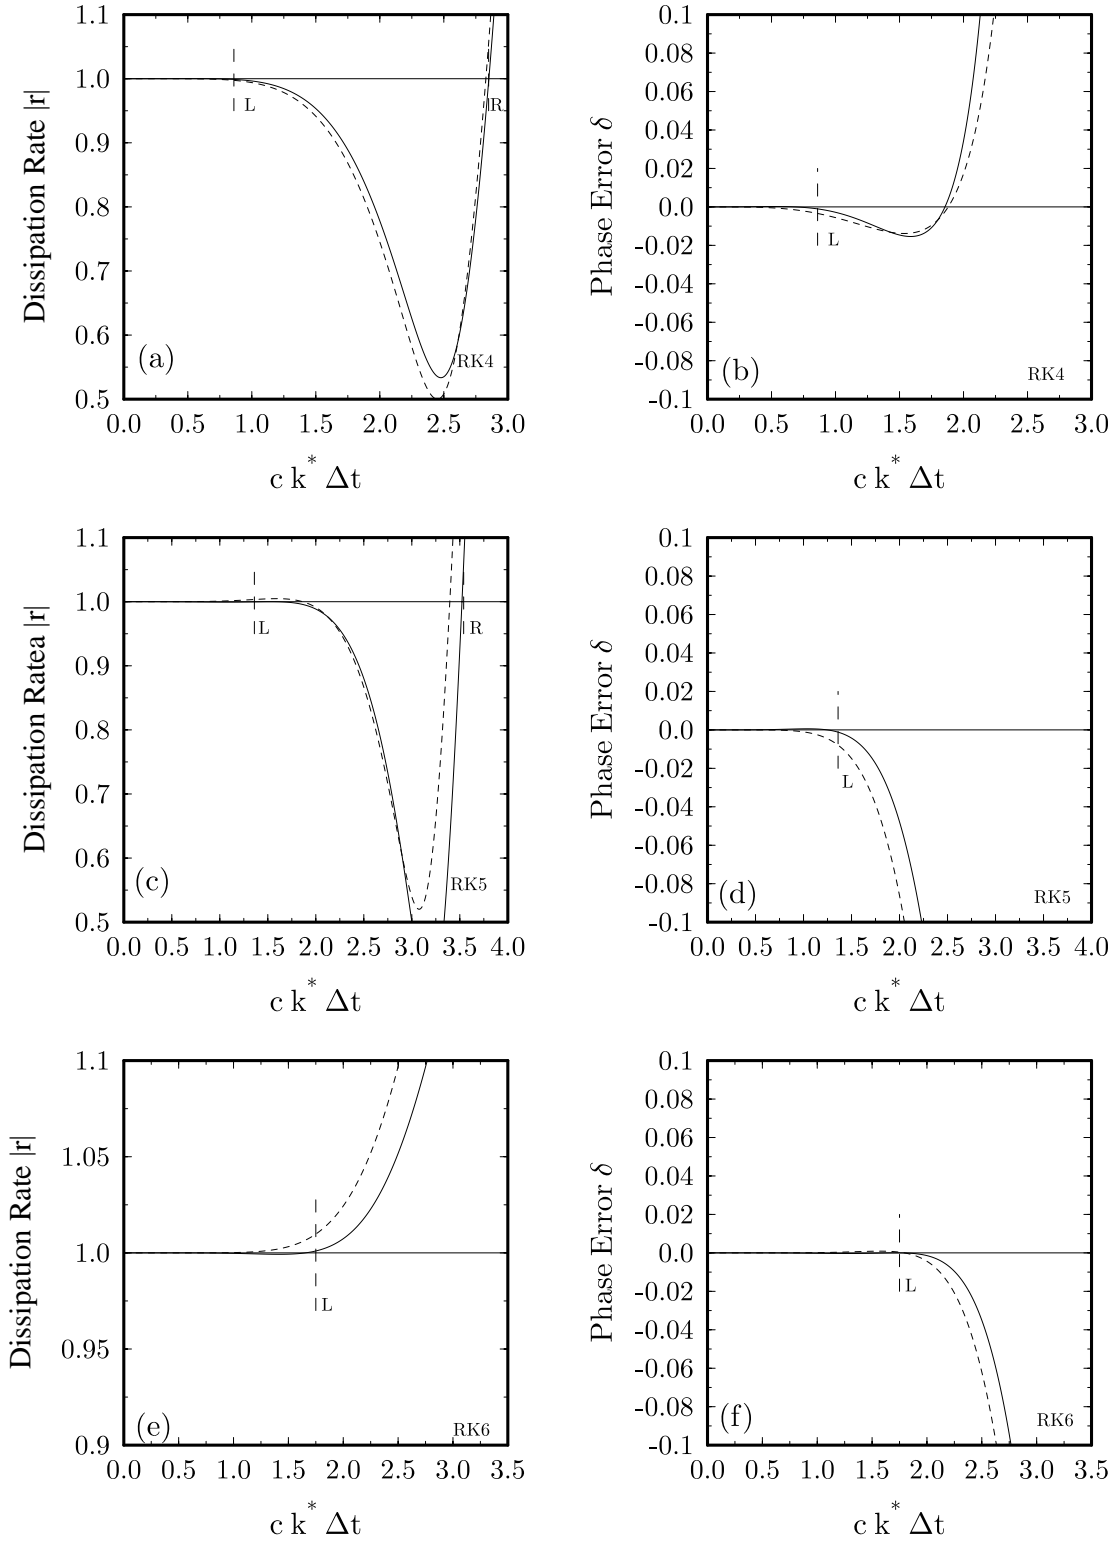 1.1
1.0
0.9
0.8
0.7
0.6
0.5
Dissipation Rate |r|
L
R
RK4
(a)
0.0 0.5 1.0 1.5 2.0 2.5 3.0
c k* Δt
0.1
0.08
0.06
0.04
0.02
0.0
-0.02
-0.04
-0.06
-0.08
-0.1
Phase Error δ
L
(b)
RK4
0.0 0.5 1.0 1.5 2.0 2.5 3.0
c k* Δt
1.1
1.0
0.9
0.8
0.7
0.6
0.5
Dissipation Ratea |r|
L
R
(c)
RK5
0.0 0.5 1.0 1.5 2.0 2.5 3.0 3.5 4.0
c k* Δt
0.1
0.08
0.06
0.04
0.02
0.0
-0.02
-0.04
-0.06
-0.08
-0.1
Phase Error δ
L
(d)
RK5
0.0 0.5 1.0 1.5 2.0 2.5 3.0 3.5 4.0
c k* Δt
1.1
1.05
1.0
0.95
0.9
Dissipation Rate |r|
L
(e)
RK6
0.0 0.5 1.0 1.5 2.0 2.5 3.0 3.5
c k* Δt
0.1
0.08
0.06
0.04
0.02
0.0
-0.02
-0.04
-0.06
-0.08
-0.1
Phase Error δ
L
(f)
RK6
0.0 0.5 1.0 1.5 2.0 2.5 3.0 3.5
c k* Δt